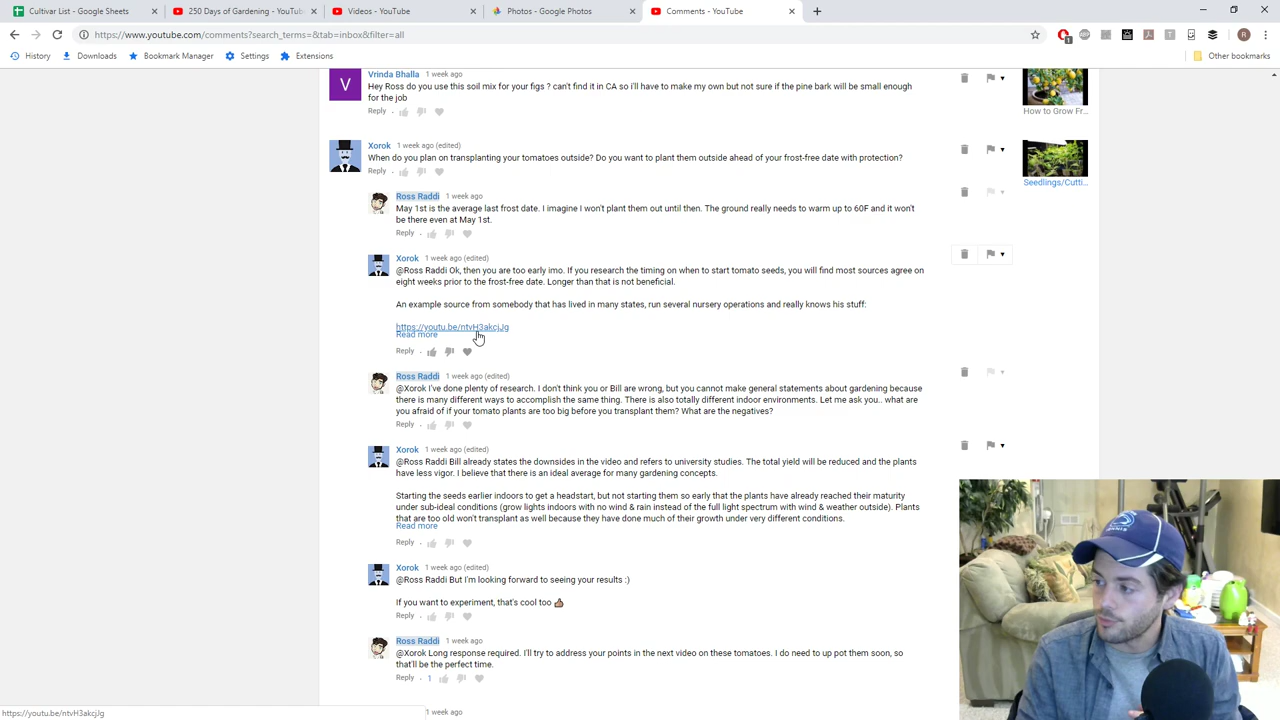 Cultivar List - Google Sheets
250 Days of Gardening - YouTub
Videos - YouTube
Photos - Google Photos
Comments - YouTube
https://www.youtube.com/comments?search_terms=&tab=inbox&filter=all
History
Downloads
Bookmark Manager
Settings
Extensions
Other bookmarks
V
Vrinda Bhalla 1 week ago
Hey Ross do you use this soil mix for your figs ? can't find it in CA so i'll have to make my own but not sure if the pine bark will be small enough
for the job
How to Grow Fr...
Reply
Xorok 1 week ago (edited)
When do you plan on transplanting your tomatoes outside? Do you want to plant them outside ahead of your frost-free date with protection?
Reply
Seedlings/Cutti...
Ross Raddi 1 week ago
May 1st is the average last frost date. I imagine I won't plant them out until then. The ground really needs to warm up to 60F and it won't
be there even at May 1st.
Reply
Xorok 1 week ago (edited)
@Ross Raddi Ok, then you are too early imo. If you research the timing on when to start tomato seeds, you will find most sources agree on
eight weeks prior to the frost-free date. Longer than that is not beneficial.
An example source from somebody that has lived in many states, run several nursery operations and really knows his stuff:
https://youtu.be/ntvH3akcjJg
Read more
Reply
Ross Raddi 1 week ago (edited)
@Xorok I've done plenty of research. I don't think you or Bill are wrong, but you cannot make general statements about gardening because
there is many different ways to accomplish the same thing. There is also totally different indoor environments. Let me ask you.. what are
you afraid of if your tomato plants are too big before you transplant them? What are the negatives?
Reply
Xorok 1 week ago (edited)
@Ross Raddi Bill already states the downsides in the video and refers to university studies. The total yield will be reduced and the plants
have less vigor. I believe that there is an ideal average for many gardening concepts.
Starting the seeds earlier indoors to get a headstart, but not starting them so early that the plants have already reached their maturity
under sub-ideal conditions (grow lights indoors with no wind & rain instead of the full light spectrum with wind & weather outside). Plants
that are too old won't transplant as well because they have done much of their growth under very different conditions.
Read more
Reply
Xorok 1 week ago (edited)
@Ross Raddi But I'm looking forward to seeing your results :)
If you want to experiment, that's cool too 👍
Reply
Ross Raddi 1 week ago
@Xorok Long response required. I'll try to address your points in the next video on these tomatoes. I do need to up pot them soon, so
that'll be the perfect time.
Reply 1
1 week ago
https://youtu.be/ntvH3akcjJg